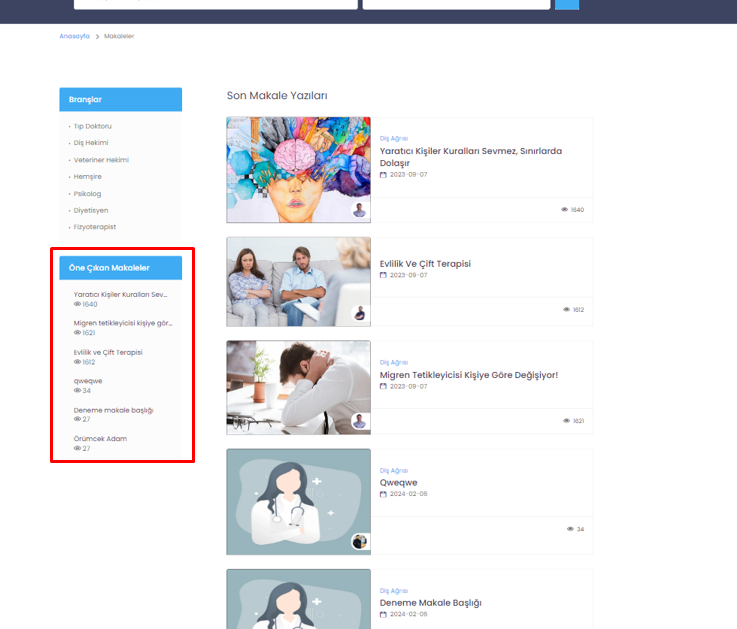 Anasayfa > Makaleler
Branşlar
Tıp Doktoru
Diş Hekimi
Veteriner Hekimi
Hemşire
Psikolog
Diyetisyen
Fizyoterapist
Öne Çıkan Makaleler
Yaratıcı Kişiler Kuralları Sev...
1640
Migren tetikleyicisi kişiye gör...
1621
Evlilik ve Çift Terapisi
1612
qweqwe
34
Deneme makale başlığı
27
Örümcek Adam
27
Son Makale Yazıları
Diş Ağrısı
Yaratıcı Kişiler Kuralları Sevmez, Sınırlarda
Dolaşır
2023-09-07
1640
Evlilik Ve Çift Terapisi
2023-09-07
1612
Diş Ağrısı
Migren Tetikleyicisi Kişiye Göre Değişiyor!
2023-09-07
1621
Diş Ağrısı
Qweqwe
2024-02-06
34
Diş Ağrısı
Deneme Makale Başlığı
2024-02-06